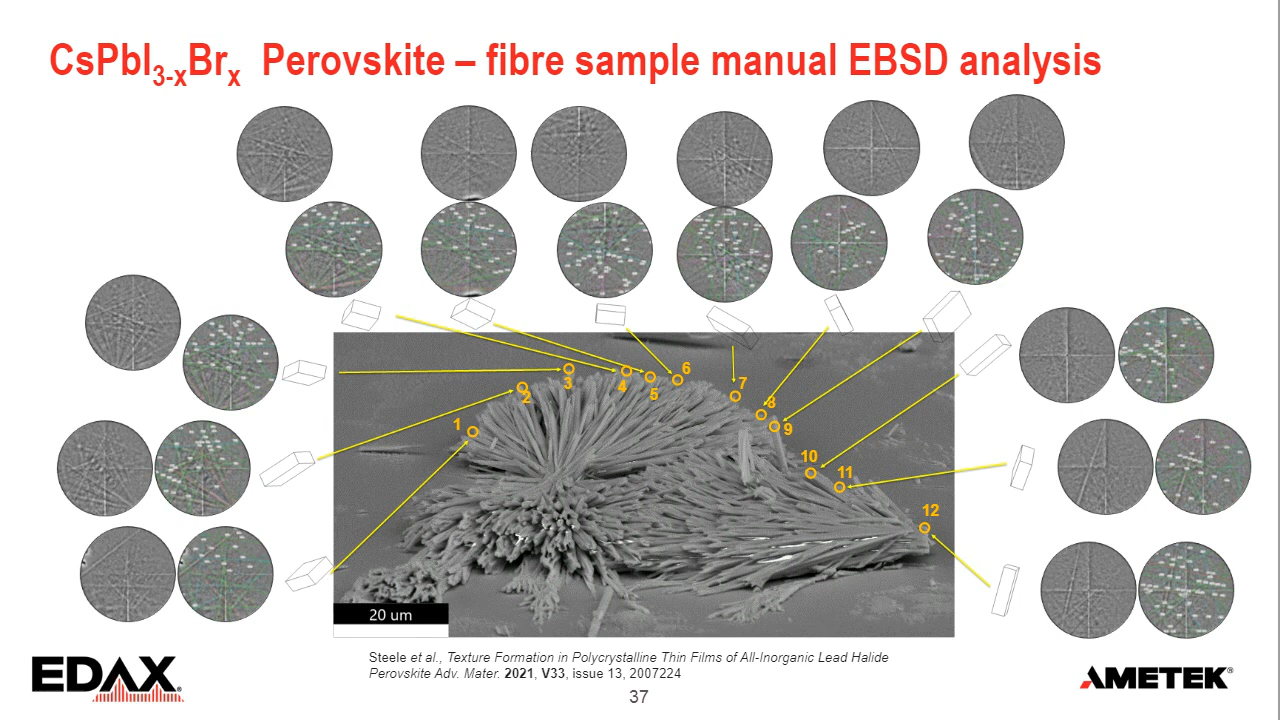 CsPbI3-xBrx Perovskite – fibre sample manual EBSD analysis
1
2
3
4
5
6
7
8
9
10
11
12
20 um
Steele et al., Texture Formation in Polycrystalline Thin Films of All-Inorganic Lead Halide
Perovskite Adv. Mater. 2021, V33, issue 13, 2007224
37
EDAX
AMETEK®